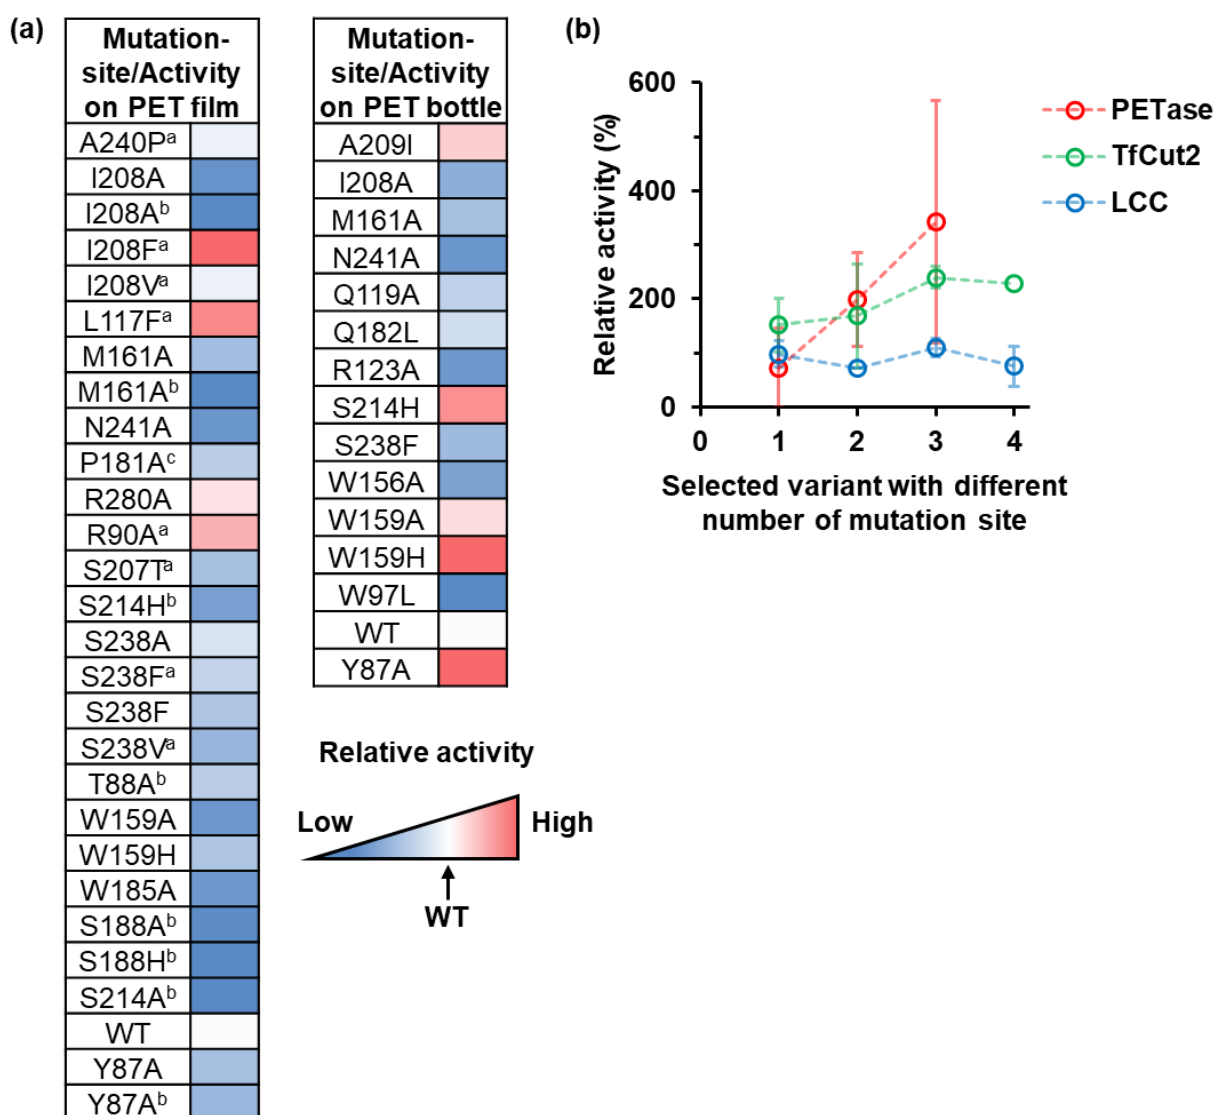 (a)
Mutation-
site/Activity
on PET film
A240Pᵃ
I208A
I208Aᵇ
I208Fᵃ
I208Vᵃ
L117Fᵃ
M161A
M161Aᵇ
N241A
P181Aᶜ
R280A
R90Aᵃ
S207Tᵃ
S214Hᵇ
S238A
S238Fᵃ
S238F
S238Vᵃ
T88Aᵇ
W159A
W159H
W185A
S188Aᵇ
S188Hᵇ
S214Aᵇ
WT
Y87A
Y87Aᵇ
Mutation-
site/Activity
on PET bottle
A209I
I208A
M161A
N241A
Q119A
Q182L
R123A
S214H
S238F
W156A
W159A
W159H
W97L
WT
Y87A
Relative activity
Low
High
WT
(b)
Relative activity (%)
600
400
200
0
0 1 2 3 4
Selected variant with different
number of mutation site
PETase
TfCut2
LCC